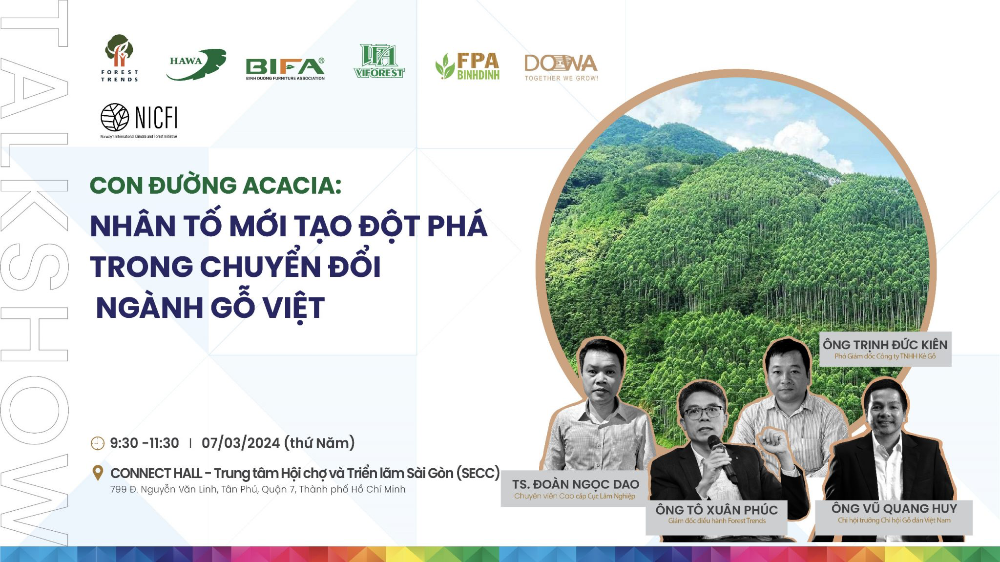 TALKSHOW
FOREST
TRENDS
HAWA
BIFA®
BINH DUONG FURNITURE ASSOCIATION
VIFOREST
FPA
BINHDINH
DOWA
TOGETHER WE GROW!
NICFI
Norway's International Climate and Forest Initiative
CON ĐƯỜNG ACACIA:
NHÂN TỐ MỚI TẠO ĐỘT PHÁ
TRONG CHUYỂN ĐỔI
NGÀNH GỖ VIỆT
9:30 -11:30 | 07/03/2024 (thứ Năm)
CONNECT HALL - Trung tâm Hội chợ và Triển lãm Sài Gòn (SECC)
799 Đ. Nguyễn Văn Linh, Tân Phú, Quận 7, Thành phố Hồ Chí Minh
ÔNG TRỊNH ĐỨC KIÊN
Phó Giám đốc Công ty TNHH Kẻ Gỗ
TS. ĐOÀN NGỌC DAO
Chuyên viên Cao cấp Cục Lâm Nghiệp
ÔNG TÔ XUÂN PHÚC
Giám đốc điều hành Forest Trends
ÔNG VŨ QUANG HUY
Chi hội trưởng Chi hội Gỗ dán Việt Nam